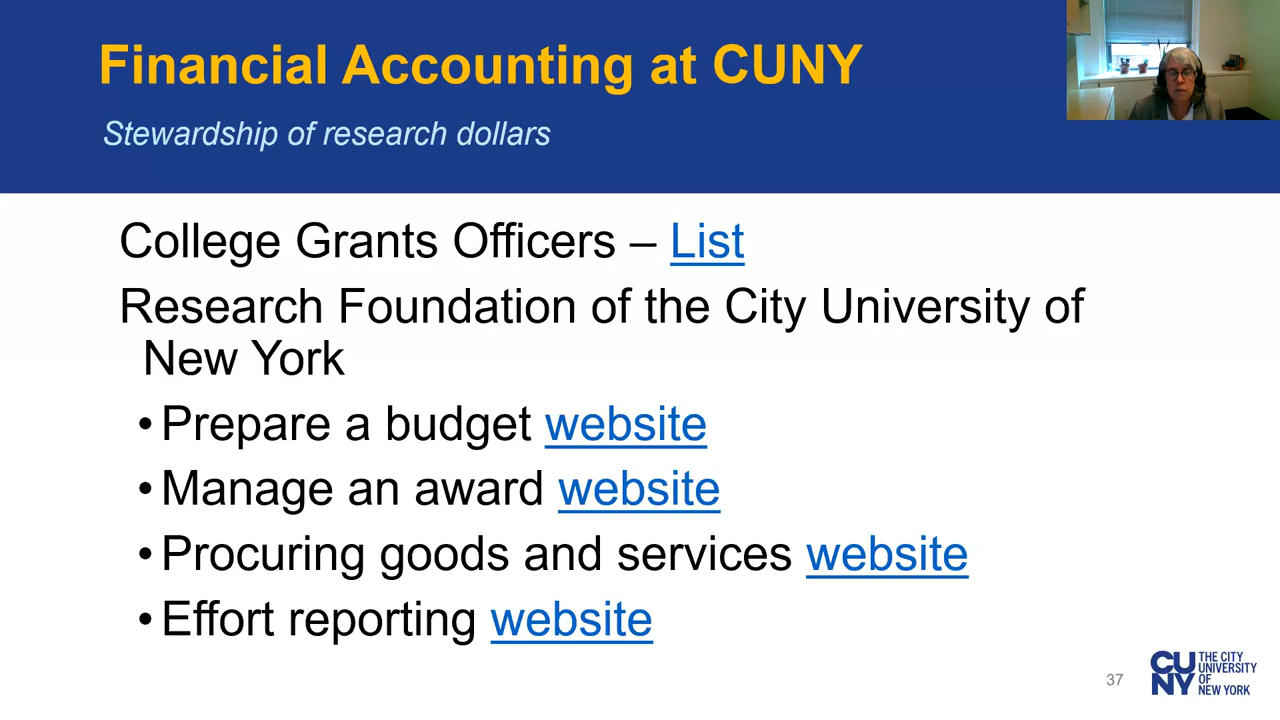 Financial Accounting at CUNY
Stewardship of research dollars
College Grants Officers – List
Research Foundation of the City University of
New York
•Prepare a budget website
•Manage an award website
•Procuring goods and services website
•Effort reporting website
37
CU
NY
THE CITY
UNIVERSITY
OF
NEW YORK